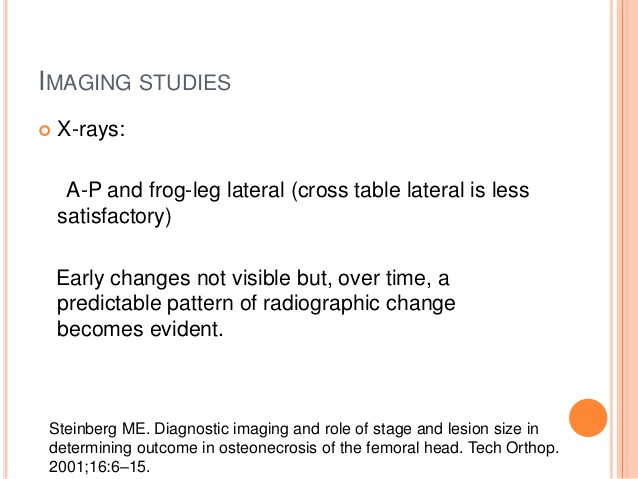 IMAGING STUDIES
X-rays:
A-P and frog-leg lateral (cross table lateral is less
satisfactory)
Early changes not visible but, over time, a
predictable pattern of radiographic change
becomes evident.
Steinberg ME. Diagnostic imaging and role of stage and lesion size in
determining outcome in osteonecrosis of the femoral head. Tech Orthop.
2001;16:6–15.